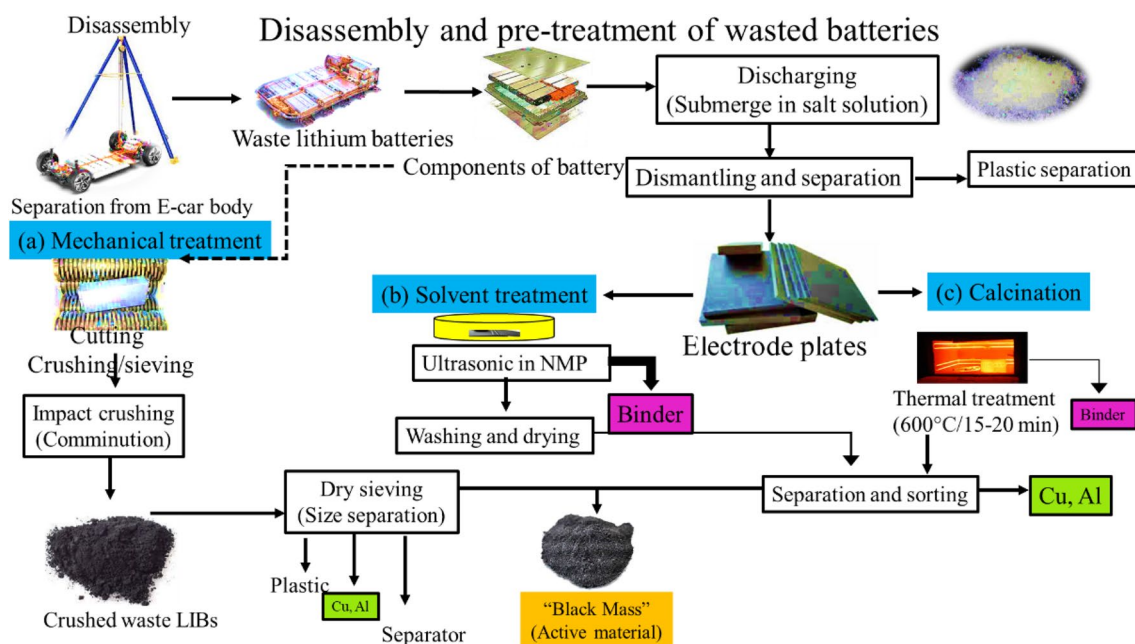 Disassembly
Disassembly and pre-treatment of wasted batteries
Waste lithium batteries
Discharging
(Submerge in salt solution)
Components of battery
Dismantling and separation
Plastic separation
Separation from E-car body
(a) Mechanical treatment
(b) Solvent treatment
(c) Calcination
Electrode plates
Cutting
Crushing/sieving
Ultrasonic in NMP
Binder
Thermal treatment
(600°C/15-20 min)
Binder
Impact crushing
(Comminution)
Washing and drying
Dry sieving
(Size separation)
Separation and sorting
Cu, Al
Plastic
Cu, Al
Separator
Crushed waste LIBs
“Black Mass”
(Active material)